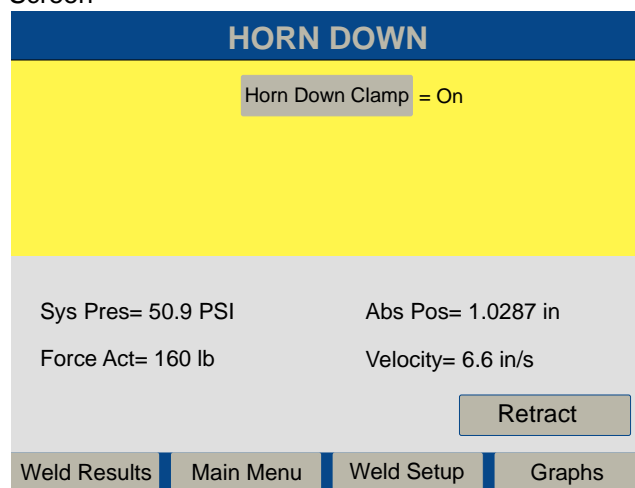 Screen
HORN DOWN
Horn Down Clamp = On
Sys Pres= 50.9 PSI
Abs Pos= 1.0287 in
Force Act= 160 lb
Velocity= 6.6 in/s
Retract
Weld Results
Main Menu
Weld Setup
Graphs